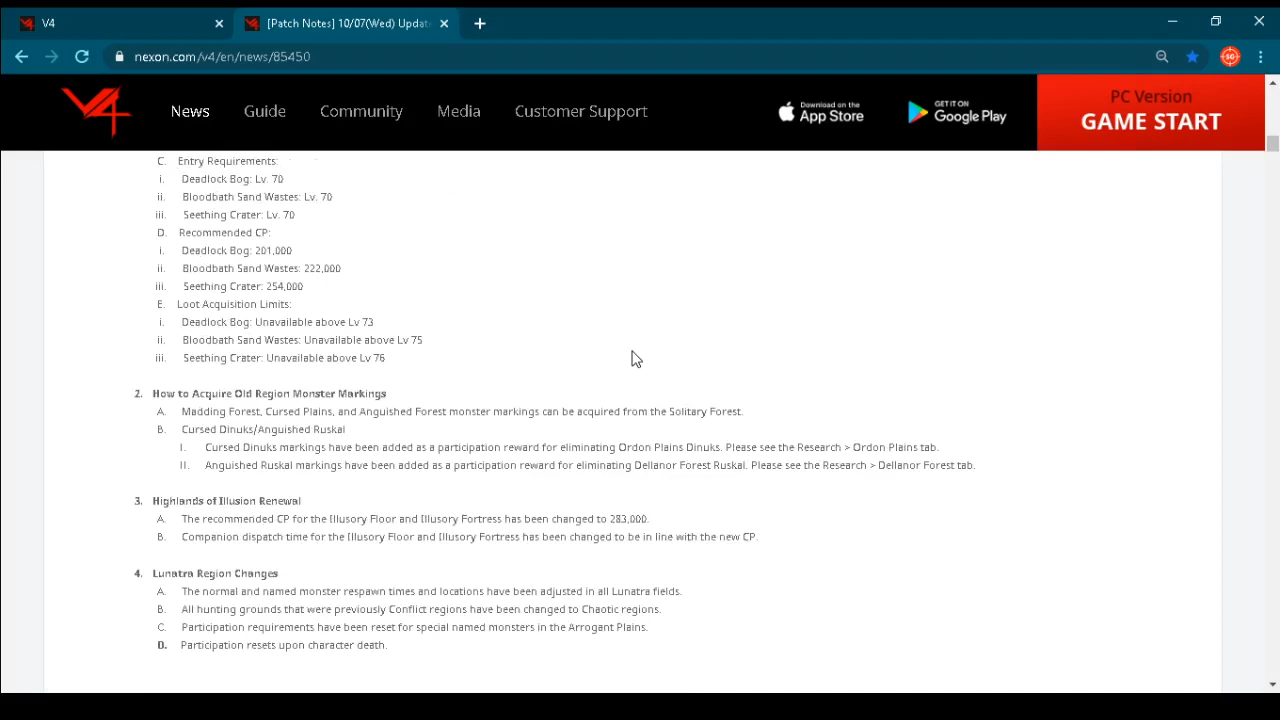 V4
[Patch Notes] 10/07(Wed) Updat
nexon.com/v4/en/news/85450
V4
News
Guide
Community
Media
Customer Support
Download on the
App Store
GET IT ON
Google Play
PC Version
GAME START
C. Entry Requirements:
i. Deadlock Bog: Lv. 70
ii. Bloodbath Sand Wastes: Lv. 70
iii. Seething Crater: Lv. 70
D. Recommended CP:
i. Deadlock Bog: 201,000
ii. Bloodbath Sand Wastes: 222,000
iii. Seething Crater: 254,000
E. Loot Acquisition Limits:
i. Deadlock Bog: Unavailable above Lv 73
ii. Bloodbath Sand Wastes: Unavailable above Lv 75
iii. Seething Crater: Unavailable above Lv 76
2. How to Acquire Old Region Monster Markings
A. Madding Forest, Cursed Plains, and Anguished Forest monster markings can be acquired from the Solitary Forest.
B. Cursed Dinuks/Anguished Ruskal
I. Cursed Dinuks markings have been added as a participation reward for eliminating Ordon Plains Dinuks. Please see the Research > Ordon Plains tab.
II. Anguished Ruskal markings have been added as a participation reward for eliminating Dellanor Forest Ruskal. Please see the Research > Dellanor Forest tab.
3. Highlands of Illusion Renewal
A. The recommended CP for the Illusory Floor and Illusory Fortress has been changed to 283,000.
B. Companion dispatch time for the Illusory Floor and Illusory Fortress has been changed to be in line with the new CP.
4. Lunatra Region Changes
A. The normal and named monster respawn times and locations have been adjusted in all Lunatra fields.
B. All hunting grounds that were previously Conflict regions have been changed to Chaotic regions.
C. Participation requirements have been reset for special named monsters in the Arrogant Plains.
D. Participation resets upon character death.